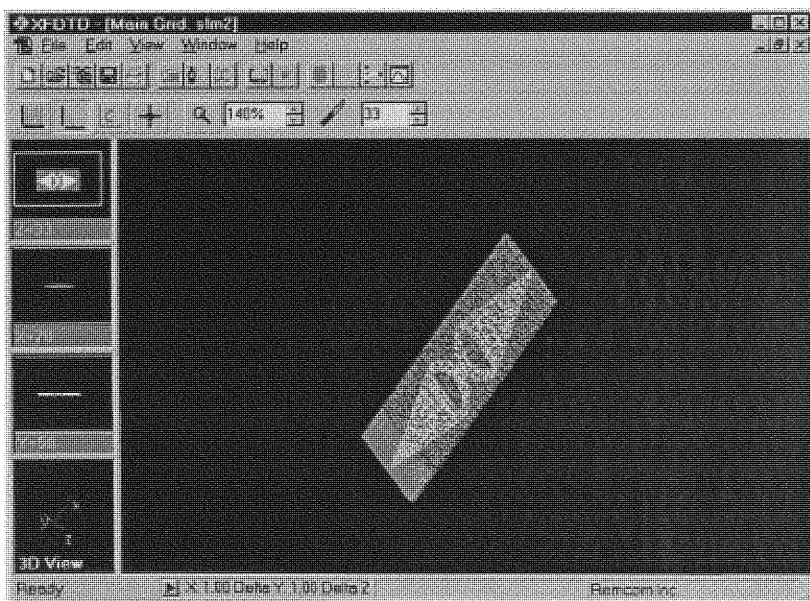 XFDTD - [Main Grid: slm2]
File Edit View Window Help
140%
33
3D View
Ready
X 1.00 Delta Y 1.00 Delta Z
Remcom Inc